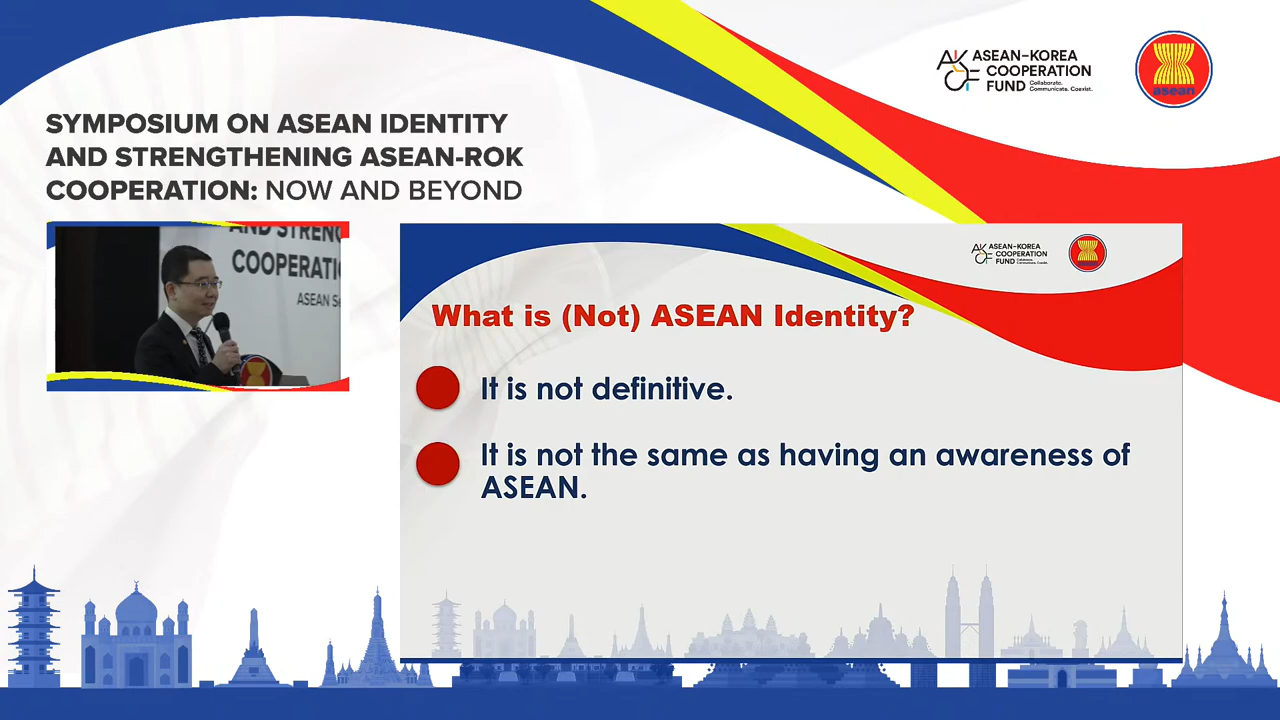 ASEAN-KOREA
COOPERATION
FUND
Collaborate.
Communicate. Coexist.
asean
SYMPOSIUM ON ASEAN IDENTITY
AND STRENGTHENING ASEAN-ROK
COOPERATION: NOW AND BEYOND
AND STREN
COOPERATI
ASEAN Se
ASEAN-KOREA
COOPERATION
FUND
What is (Not) ASEAN Identity?
It is not definitive.
It is not the same as having an awareness of
ASEAN.